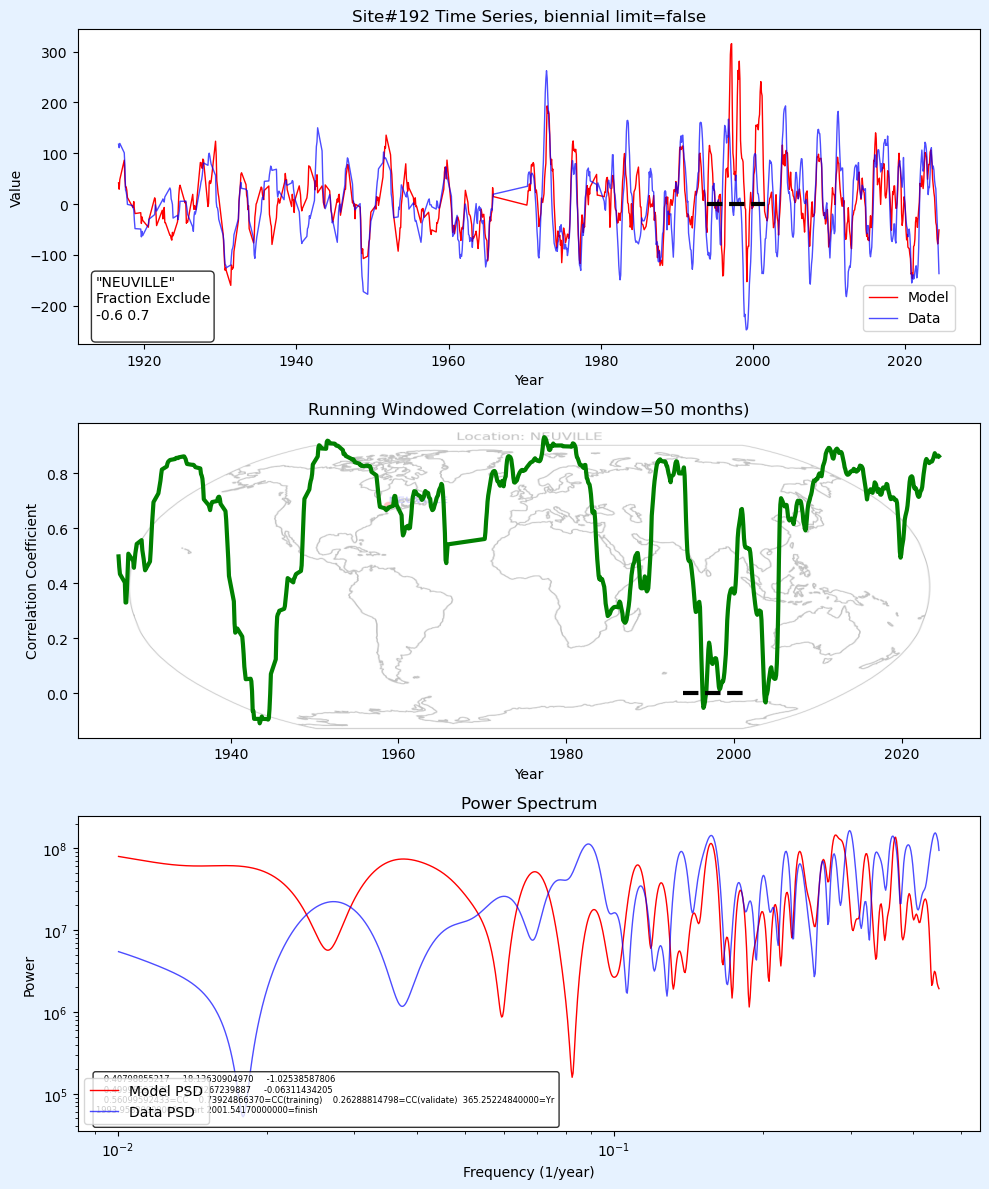 Site#192 Time Series, biennial limit=false
300
200
100
0
−100
−200
Value
"NEUVILLE"
Fraction Exclude
-0.6 0.7
Model
Data
1920
1940
1960
1980
2000
2020
Year
Running Windowed Correlation (window=50 months)
Location: NEUVILLE
0.8
0.6
0.4
0.2
0.0
Correlation Coefficient
1940
1960
1980
2000
2020
Year
Power Spectrum
10^8
10^7
10^6
10^5
Power
-1.02538587806
-0.06311434205
0.73924866370=CC(training) 0.26288814798=CC(validate) 365.25224840000=Yr
2001.54170000000=finish
Model PSD
Data PSD
10^−2
10^−1
Frequency (1/year)